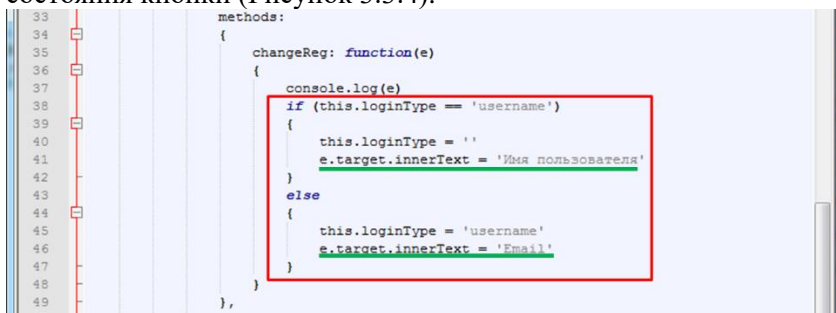 состояния кнопки (Рисунок 3.3.4).
33 methods:
34 {
35 changeReg: function(e)
36 {
37 console.log(e)
38 if (this.loginType == 'username')
39 {
40 this.loginType = ''
41 e.target.innerText = 'Имя пользователя'
42 }
43 else
44 {
45 this.loginType = 'username'
46 e.target.innerText = 'Email'
47 }
48 }
49 },